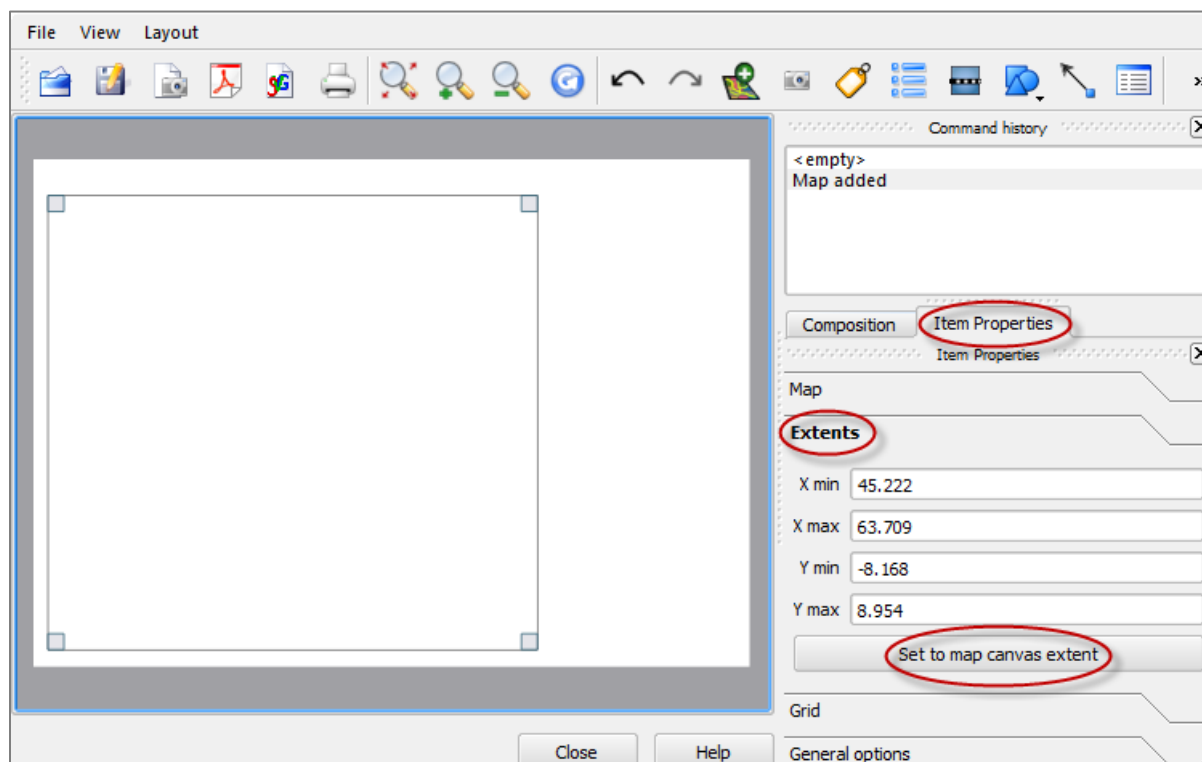 File View Layout
Command history
<empty>
Map added
Composition Item Properties
Item Properties
Map
Extents
X min 45.222
X max 63.709
Y min -8.168
Y max 8.954
Set to map canvas extent
Grid
General options
Close Help